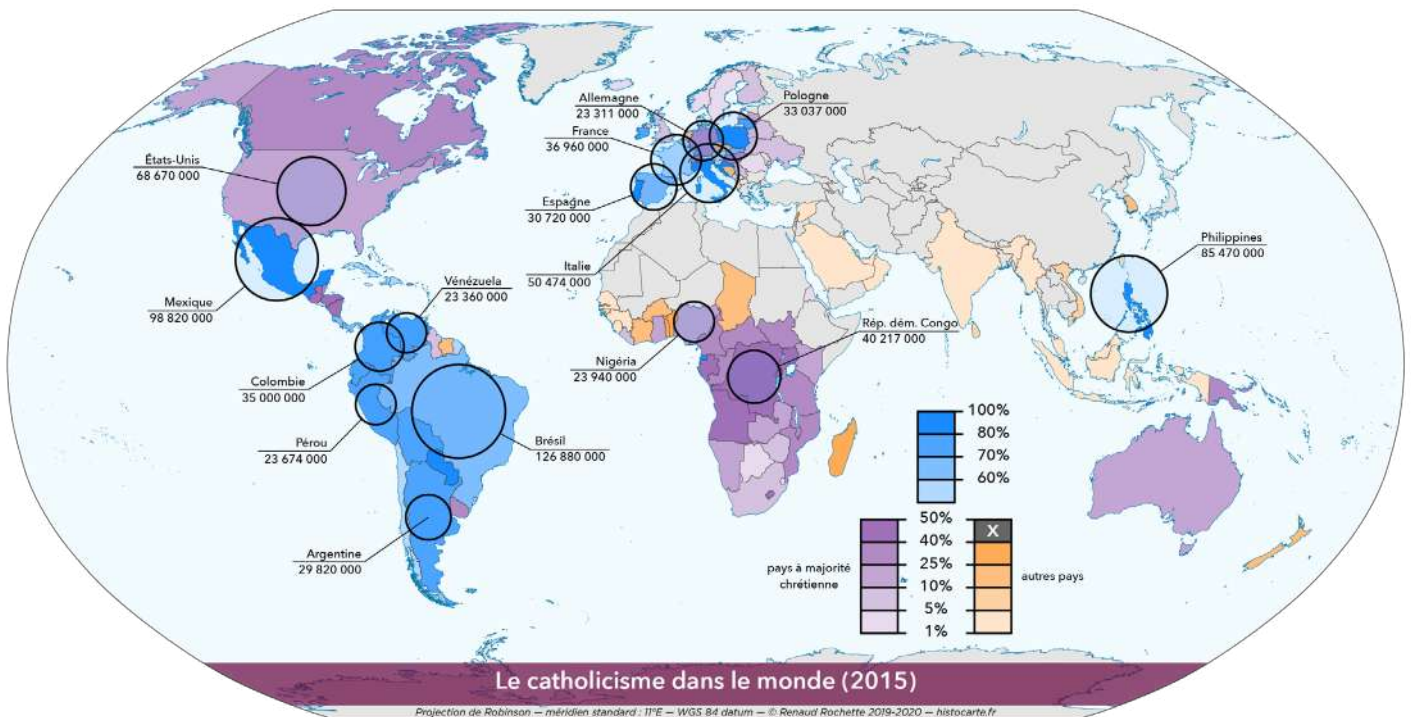 Allemagne
23 311 000
Pologne
33 037 000
France
36 960 000
États-Unis
68 670 000
Espagne
30 720 000
Italie
50 474 000
Philippines
85 470 000
Mexique
98 820 000
Vénézuela
23 360 000
Rép. dém. Congo
40 217 000
Nigéria
23 940 000
Colombie
35 000 000
Pérou
23 674 000
Brésil
126 880 000
Argentine
29 820 000
100%
80%
70%
60%
50%
40%
25%
10%
5%
1%
X
pays à majorité
chrétienne
autres pays
Le catholicisme dans le monde (2015)
Projection de Robinson — méridien standard : 11°E — WGS 84 datum — © Renaud Rochette 2019-2020 — histocarte.fr